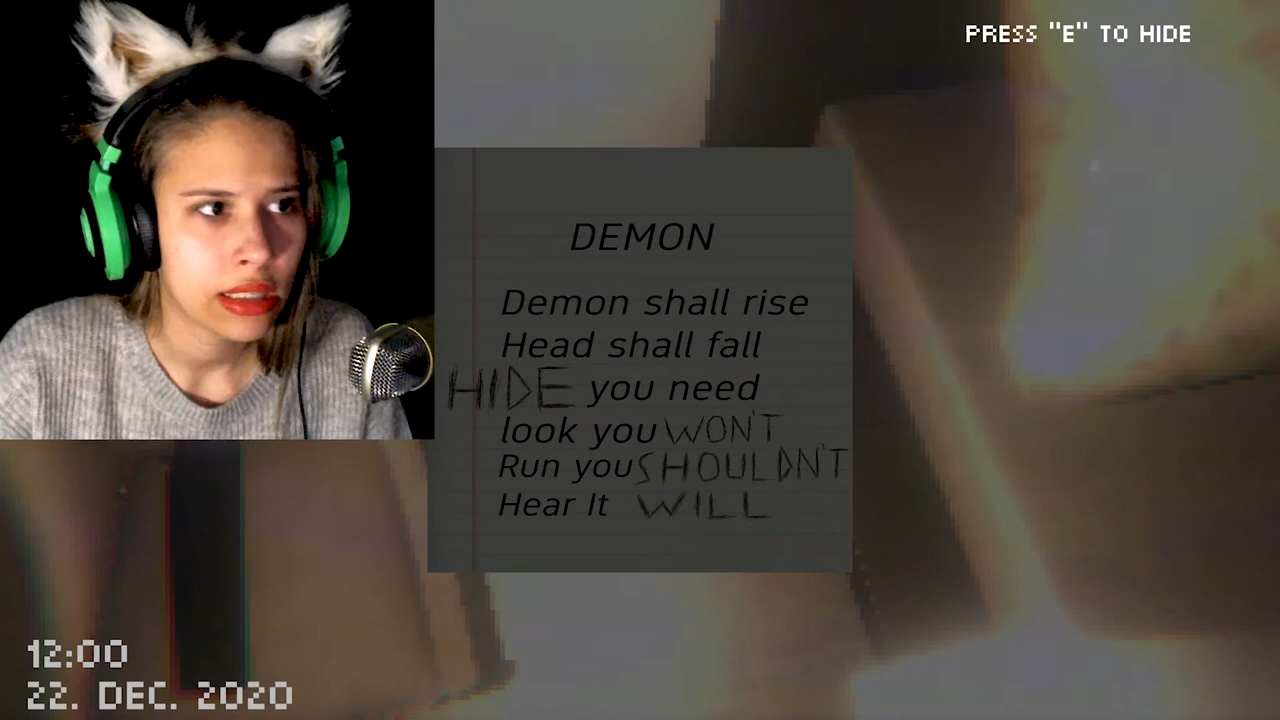 PRESS "E" TO HIDE
DEMON
Demon shall rise
Head shall fall
HIDE you need
look you WON'T
Run you SHOULDN'T
Hear It WILL
12:00
22. DEC. 2020